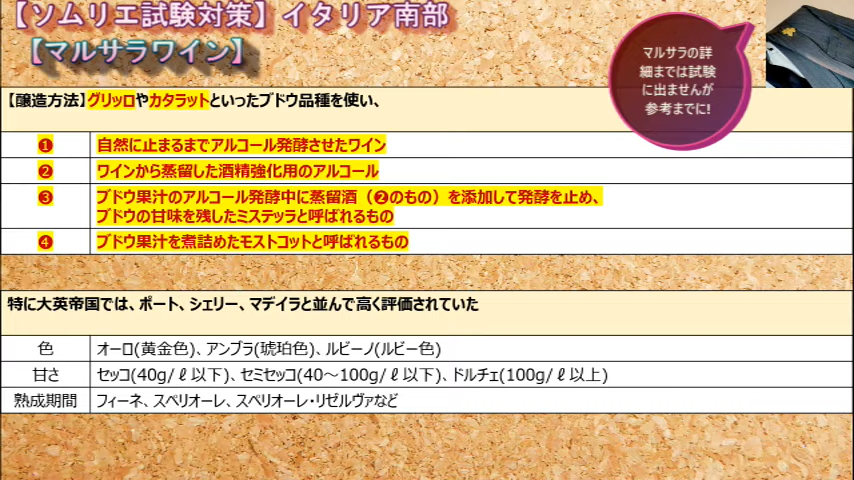 【ソムリエ試験対策】イタリア南部
【マルサラワイン】
マルサラの詳
細までは試験
に出ませんが
参考までに!
【醸造方法】グリッロやカタラットといったブドウ品種を使い、
❶ 自然に止まるまでアルコール発酵させたワイン
❷ ワインから蒸留した酒精強化用のアルコール
❸ ブドウ果汁のアルコール発酵中に蒸留酒（❷のもの）を添加して発酵を止め、
ブドウの甘味を残したミステッラと呼ばれるもの
❹ ブドウ果汁を煮詰めたモストコットと呼ばれるもの
特に大英帝国では、ポート、シェリー、マデイラと並んで高く評価されていた
色 オーロ(黄金色)、アンブラ(琥珀色)、ルビーノ(ルビー色)
甘さ セッコ(40g/ℓ以下)、セミセッコ(40～100g/ℓ以下)、ドルチェ(100g/ℓ以上)
熟成期間 フィーネ、スペリオーレ、スペリオーレ・リゼルヴァなど